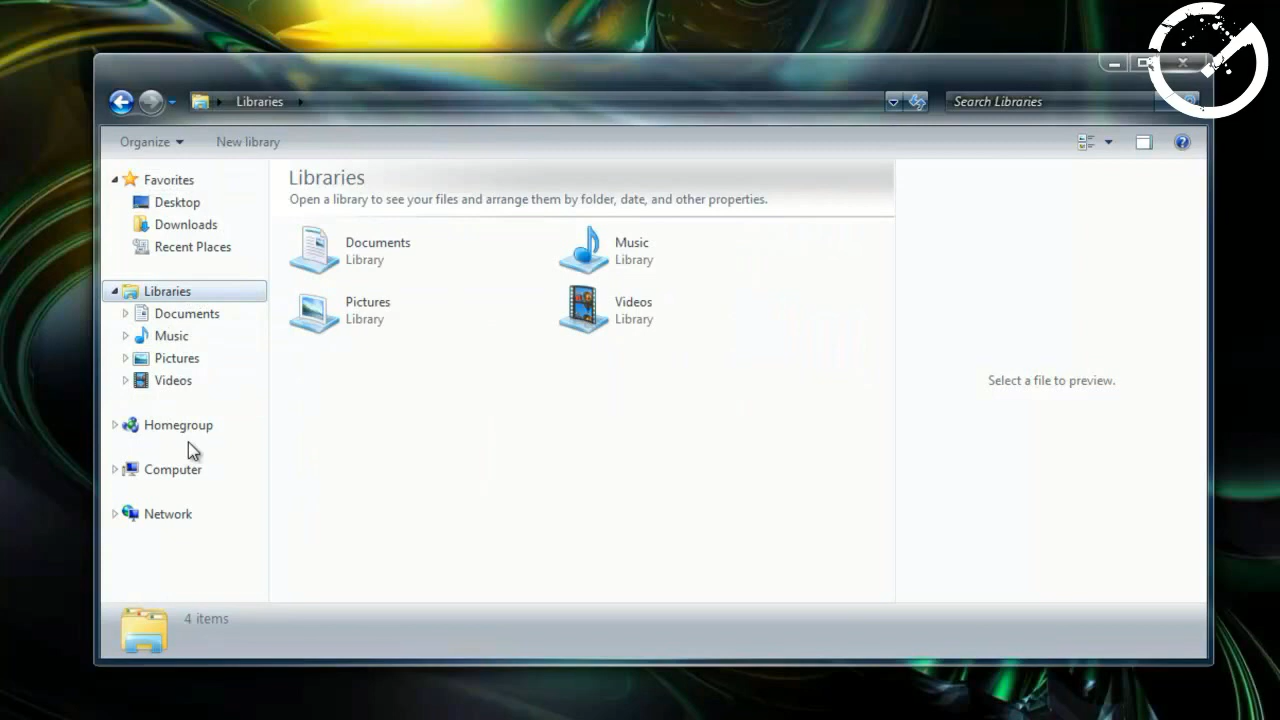 Libraries
Search Libraries
Organize
New library
Favorites
Desktop
Downloads
Recent Places
Libraries
Documents
Music
Pictures
Videos
Homegroup
Computer
Network
Libraries
Open a library to see your files and arrange them by folder, date, and other properties.
Documents
Library
Music
Library
Pictures
Library
Videos
Library
Select a file to preview.
4 items